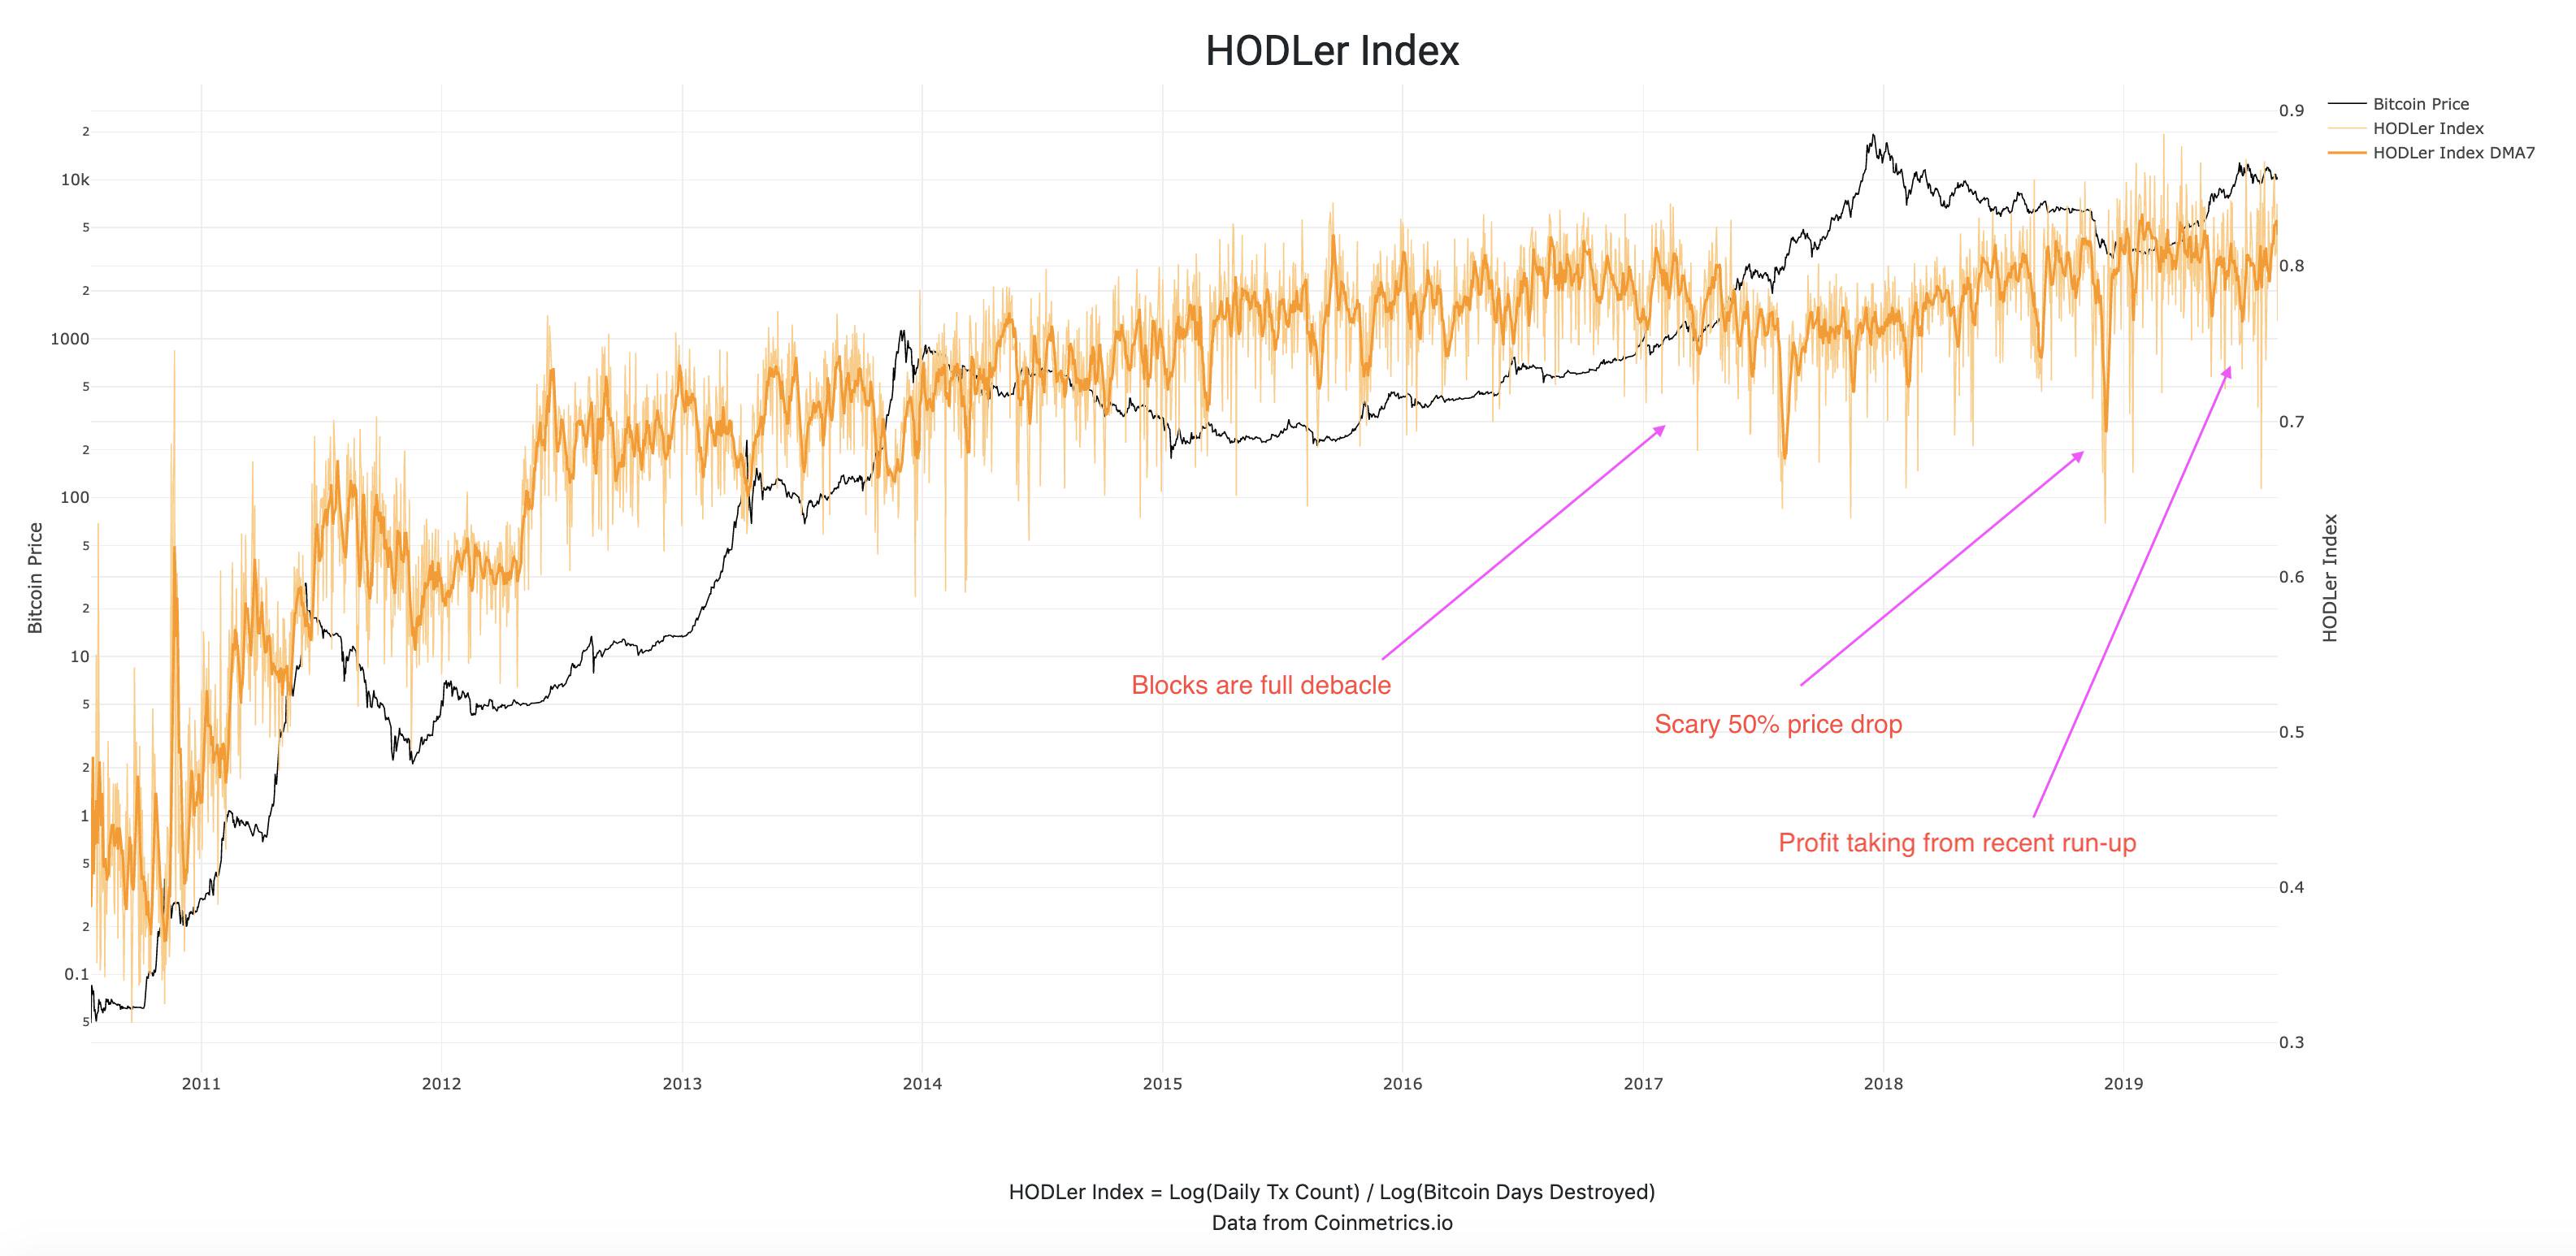 HODLer Index
Bitcoin Price
HODLer Index
HODLer Index DMA7
2
10k
5
2
1000
5
2
100
5
2
10
5
2
1
5
2
0.1
5
Bitcoin Price
0.9
0.8
0.7
0.6
0.5
0.4
0.3
HODLer Index
Blocks are full debacle
Scary 50% price drop
Profit taking from recent run-up
2011
2012
2013
2014
2015
2016
2017
2018
2019
HODLer Index = Log(Daily Tx Count) / Log(Bitcoin Days Destroyed)
Data from Coinmetrics.io